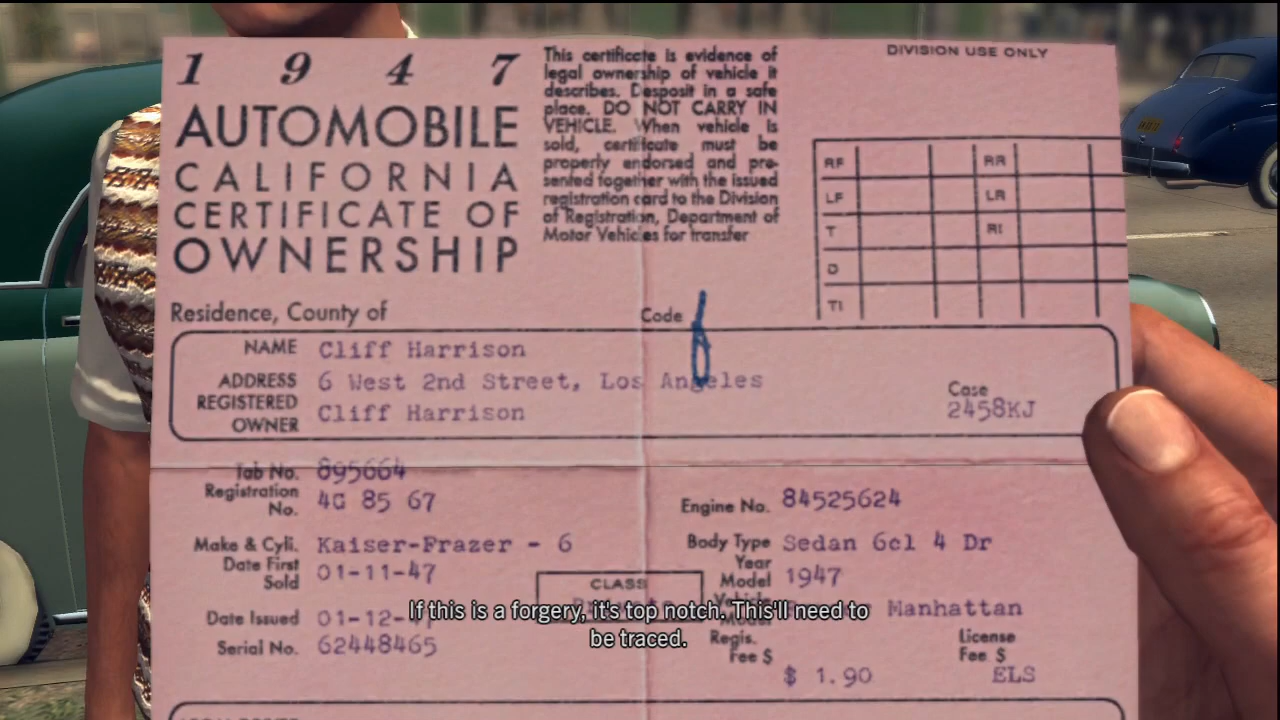 1 9 4 7
AUTOMOBILE
CALIFORNIA
CERTIFICATE OF
OWNERSHIP
This certificate is evidence of
legal ownership of vehicle it
describes. Desposit in a safe
place. DO NOT CARRY IN
VEHICLE. When vehicle is
sold, certificate must be
properly endorsed and pre-
sented together with the issued
registration card to the Division
of Registration, Department of
Motor Vehicles for transfer
DIVISION USE ONLY
RF RR
LF LR
T RI
D
TI
Residence, County of
Code
NAME Cliff Harrison
ADDRESS 6 West 2nd Street, Los Angeles
REGISTERED OWNER Cliff Harrison
Case
2458KJ
Tab No. 895664
Registration No. 4G 85 67
Engine No. 84525624
Make & Cyli. Kaiser-Frazer - 6
Body Type Sedan 6cl 4 Dr
Date First Sold 01-11-47
Year Model 1947
CLASS
Date Issued 01-12-
Manhattan
Serial No. 62448465
Regis. Fee $
$ 1.90
License Fee $
ELS
If this is a forgery, it's top notch. This'll need to
be traced.